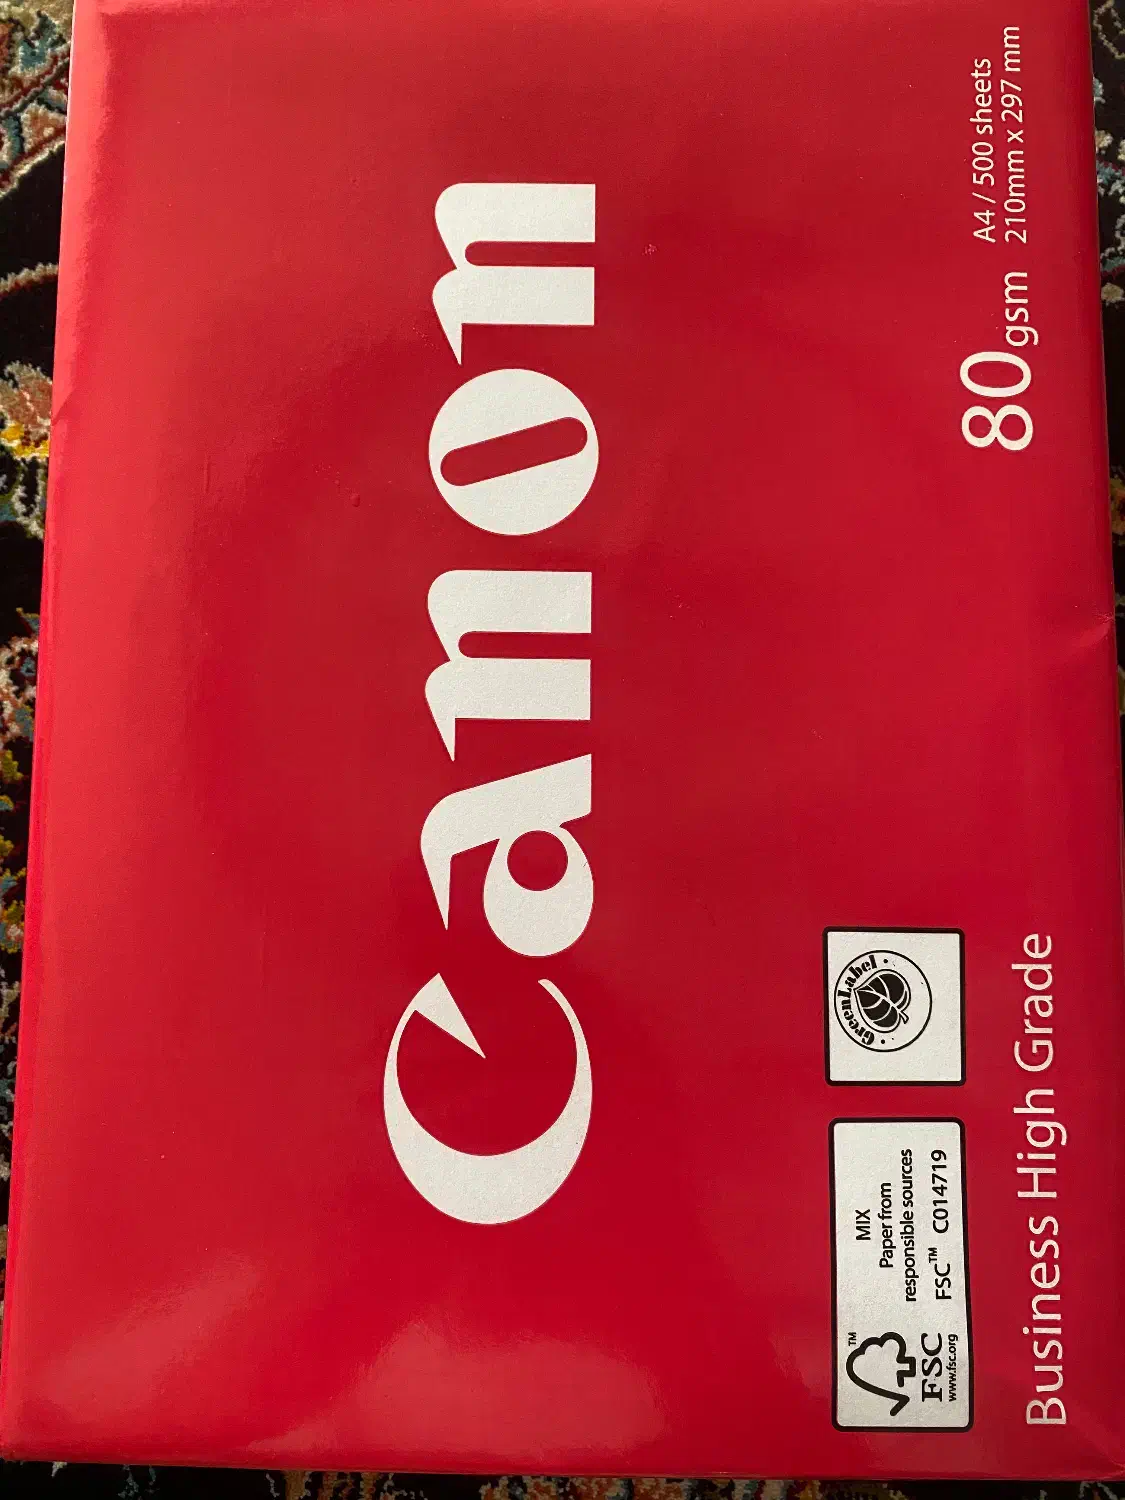 Canon
GreenLabel
MIX
Paper from
responsible sources
FSC™ C014719
™
FSC
www.fsc.org
Business High Grade
80gsm
A4 / 500 sheets
210mm x 297 mm